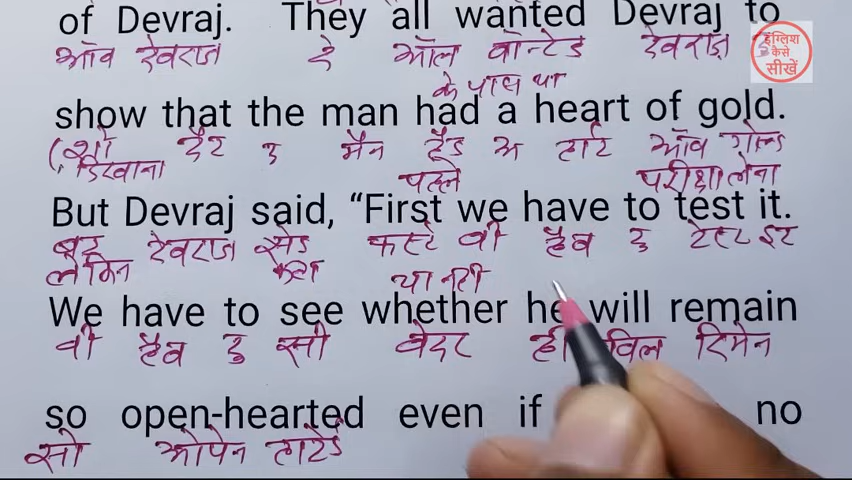 of Devraj. They all wanted Devraj to
ऑव देवराज दे ऑल वॉन्टेड देवराज टू
इंग्लिश कैसे सीखें
के पास था
show that the man had a heart of gold.
(शो दैट द मैन हैड अ हार्ट ऑव गोल्ड
दिखाना पहले परीक्षा लेना
But Devraj said, “First we have to test it.
बट देवराज सेड फर्स्ट वी हैव टु टेस्ट इट
लेकिन कहा या नहीं
We have to see whether he will remain
वी हैव टु सी वेदर ही विल रिमेन
so open-hearted even if no
सो ओपेन हार्टेड